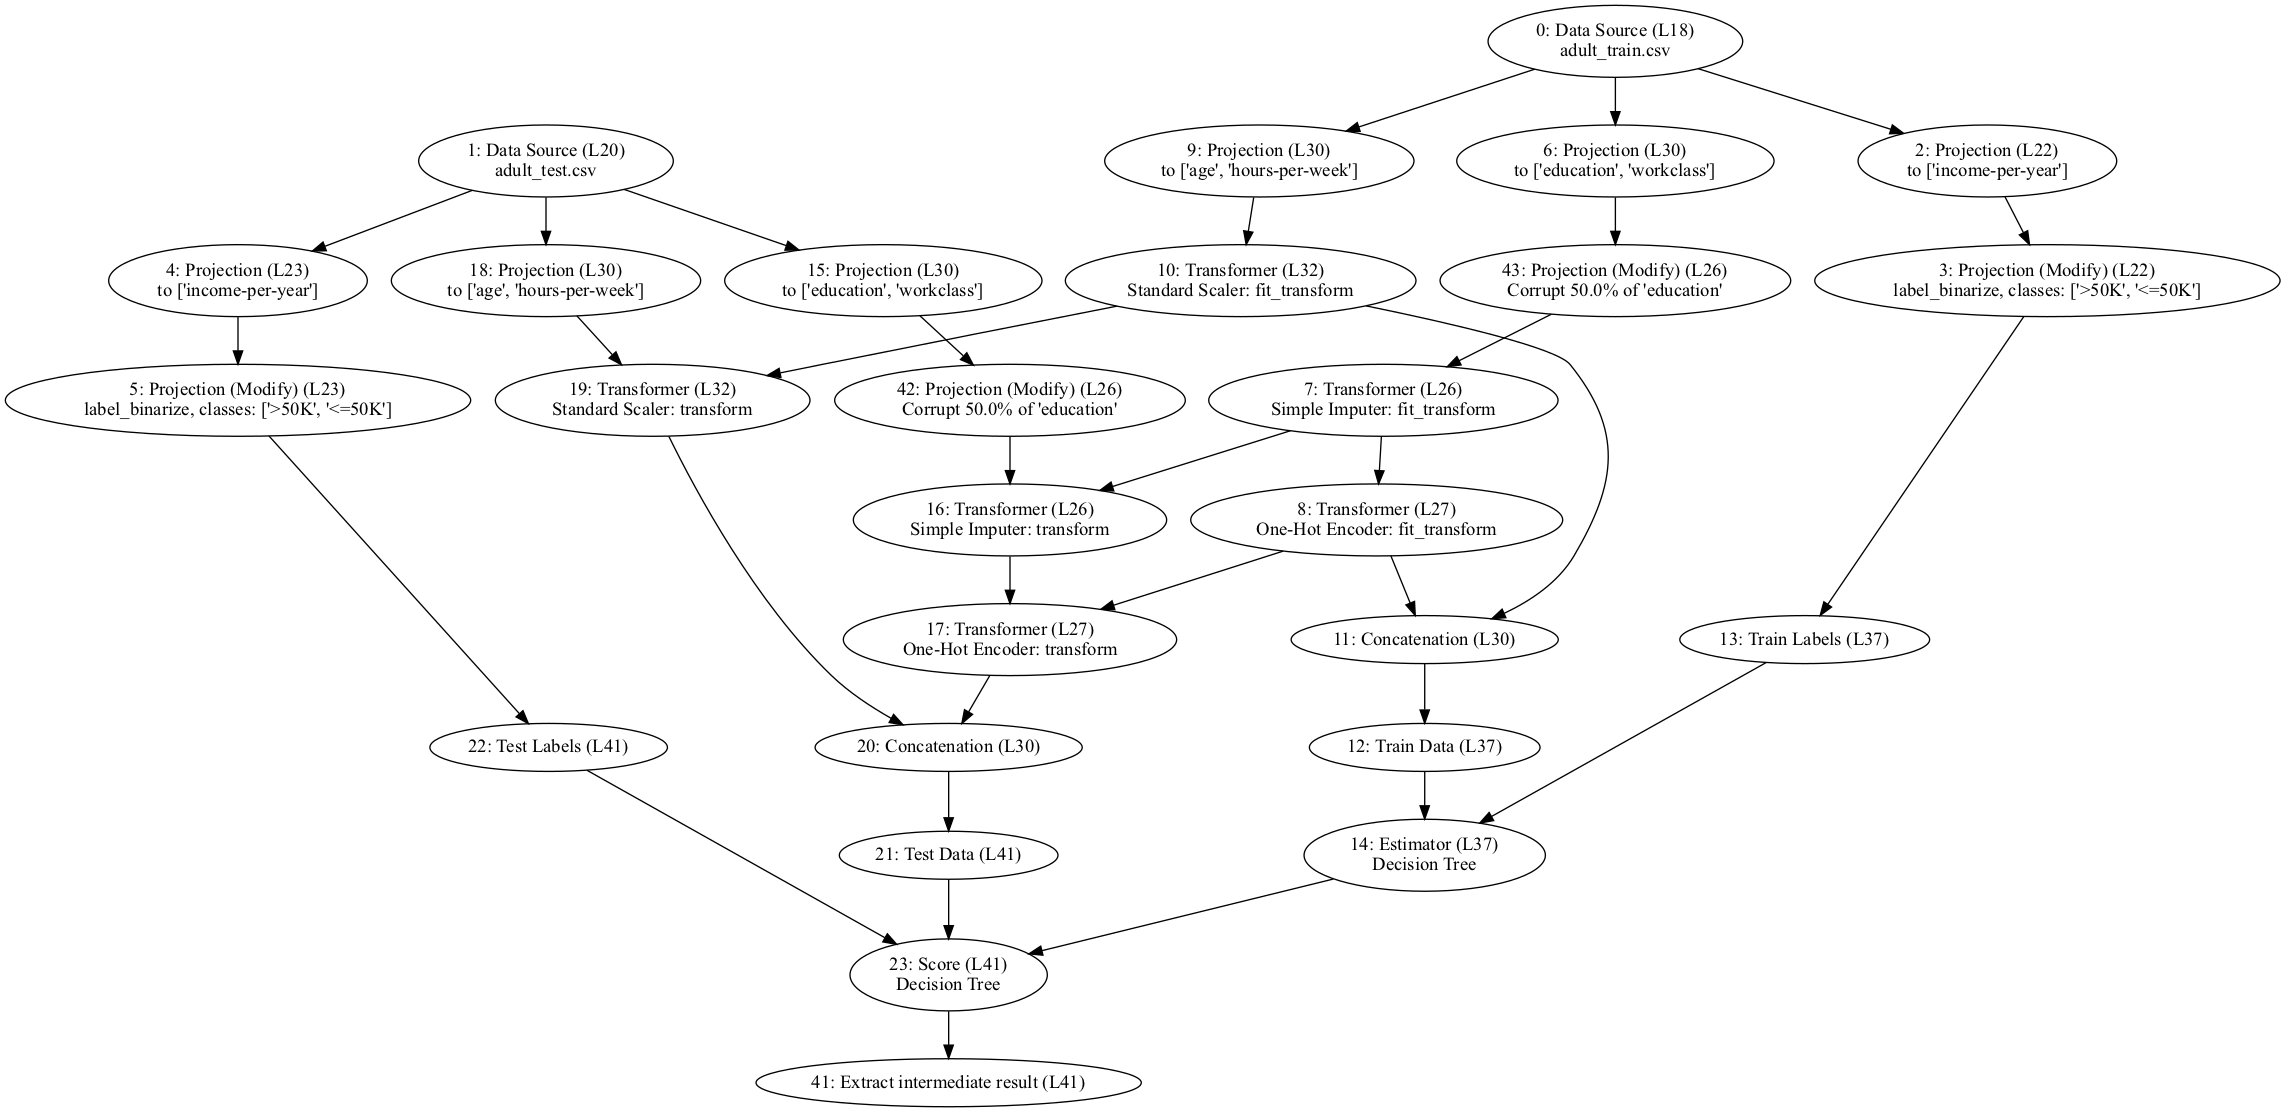 0: Data Source (L18)
adult_train.csv
1: Data Source (L20)
adult_test.csv
9: Projection (L30)
to ['age', 'hours-per-week']
6: Projection (L30)
to ['education', 'workclass']
2: Projection (L22)
to ['income-per-year']
4: Projection (L23)
to ['income-per-year']
18: Projection (L30)
to ['age', 'hours-per-week']
15: Projection (L30)
to ['education', 'workclass']
10: Transformer (L32)
Standard Scaler: fit_transform
43: Projection (Modify) (L26)
Corrupt 50.0% of 'education'
3: Projection (Modify) (L22)
label_binarize, classes: ['>50K', '<=50K']
5: Projection (Modify) (L23)
label_binarize, classes: ['>50K', '<=50K']
19: Transformer (L32)
Standard Scaler: transform
42: Projection (Modify) (L26)
Corrupt 50.0% of 'education'
7: Transformer (L26)
Simple Imputer: fit_transform
16: Transformer (L26)
Simple Imputer: transform
8: Transformer (L27)
One-Hot Encoder: fit_transform
17: Transformer (L27)
One-Hot Encoder: transform
11: Concatenation (L30)
13: Train Labels (L37)
22: Test Labels (L41)
20: Concatenation (L30)
12: Train Data (L37)
21: Test Data (L41)
14: Estimator (L37)
Decision Tree
23: Score (L41)
Decision Tree
41: Extract intermediate result (L41)